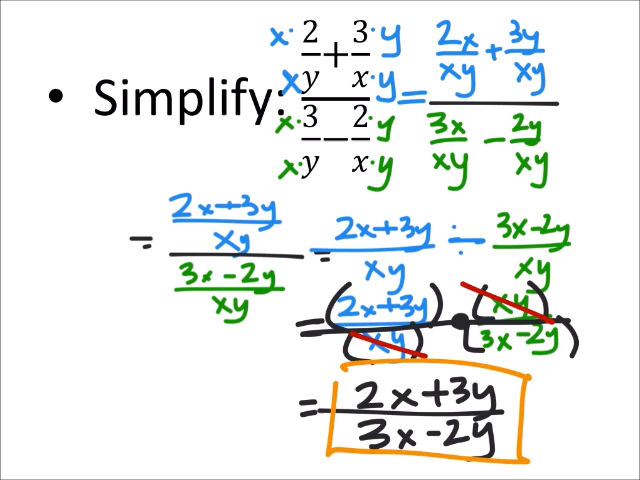 • Simplify: (x· 2/y ·x + 3/x ·y ·y) / (x· 3/y x· − 2/x ·y ·y) = (2x/xy + 3y/xy) / (3x/xy − 2y/xy)
= ((2x+3y)/xy) / ((3x−2y)/xy) = (2x+3y)/xy ÷ (3x−2y)/xy
= (2x+3y)/(xy) · (xy)/(3x−2y)
= (2x+3y)/(3x−2y)